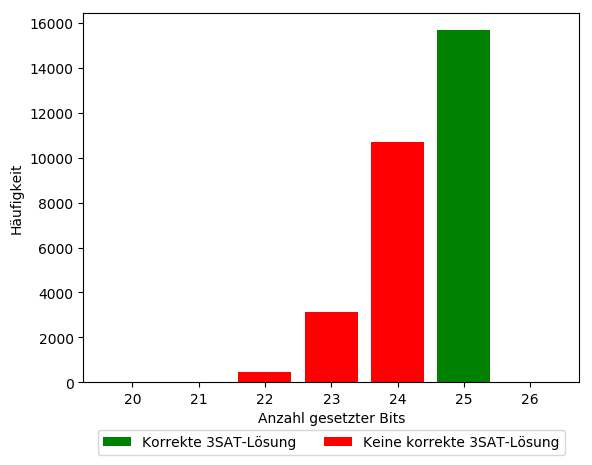 16000
14000
12000
10000
8000
6000
4000
2000
0
Häufigkeit
20 21 22 23 24 25 26
Anzahl gesetzter Bits
Korrekte 3SAT-Lösung Keine korrekte 3SAT-Lösung